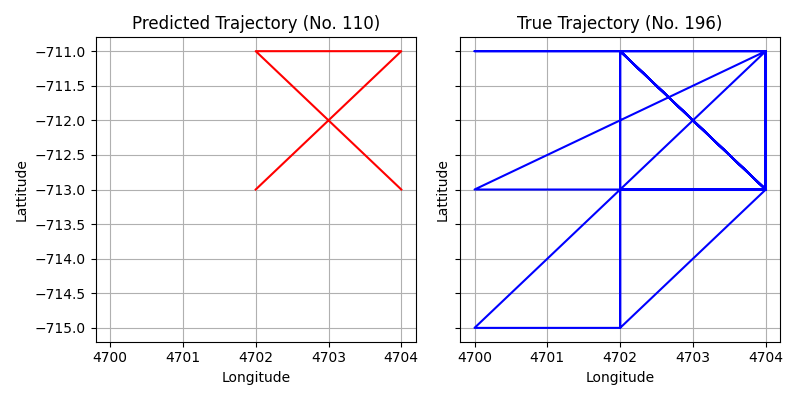 Predicted Trajectory (No. 110)
True Trajectory (No. 196)
Lattitude
−711.0
−711.5
−712.0
−712.5
−713.0
−713.5
−714.0
−714.5
−715.0
4700 4701 4702 4703 4704
Longitude
Lattitude
4700 4701 4702 4703 4704
Longitude